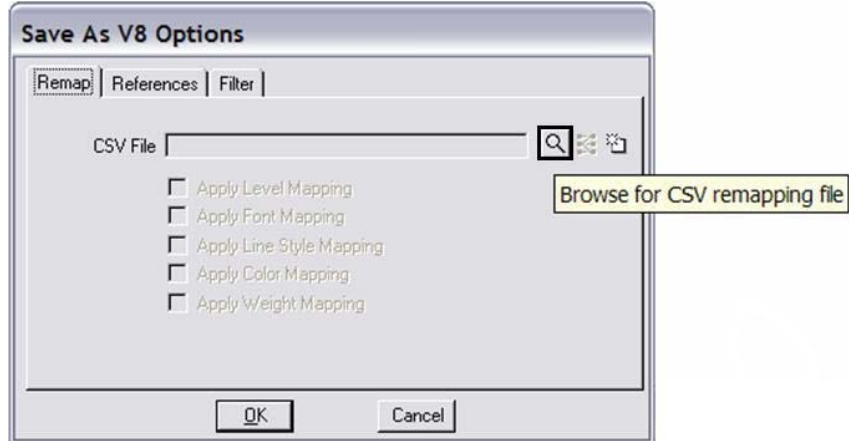 Save As V8 Options
Remap References Filter
CSV File
Browse for CSV remapping file
Apply Level Mapping
Apply Font Mapping
Apply Line Style Mapping
Apply Color Mapping
Apply Weight Mapping
OK Cancel